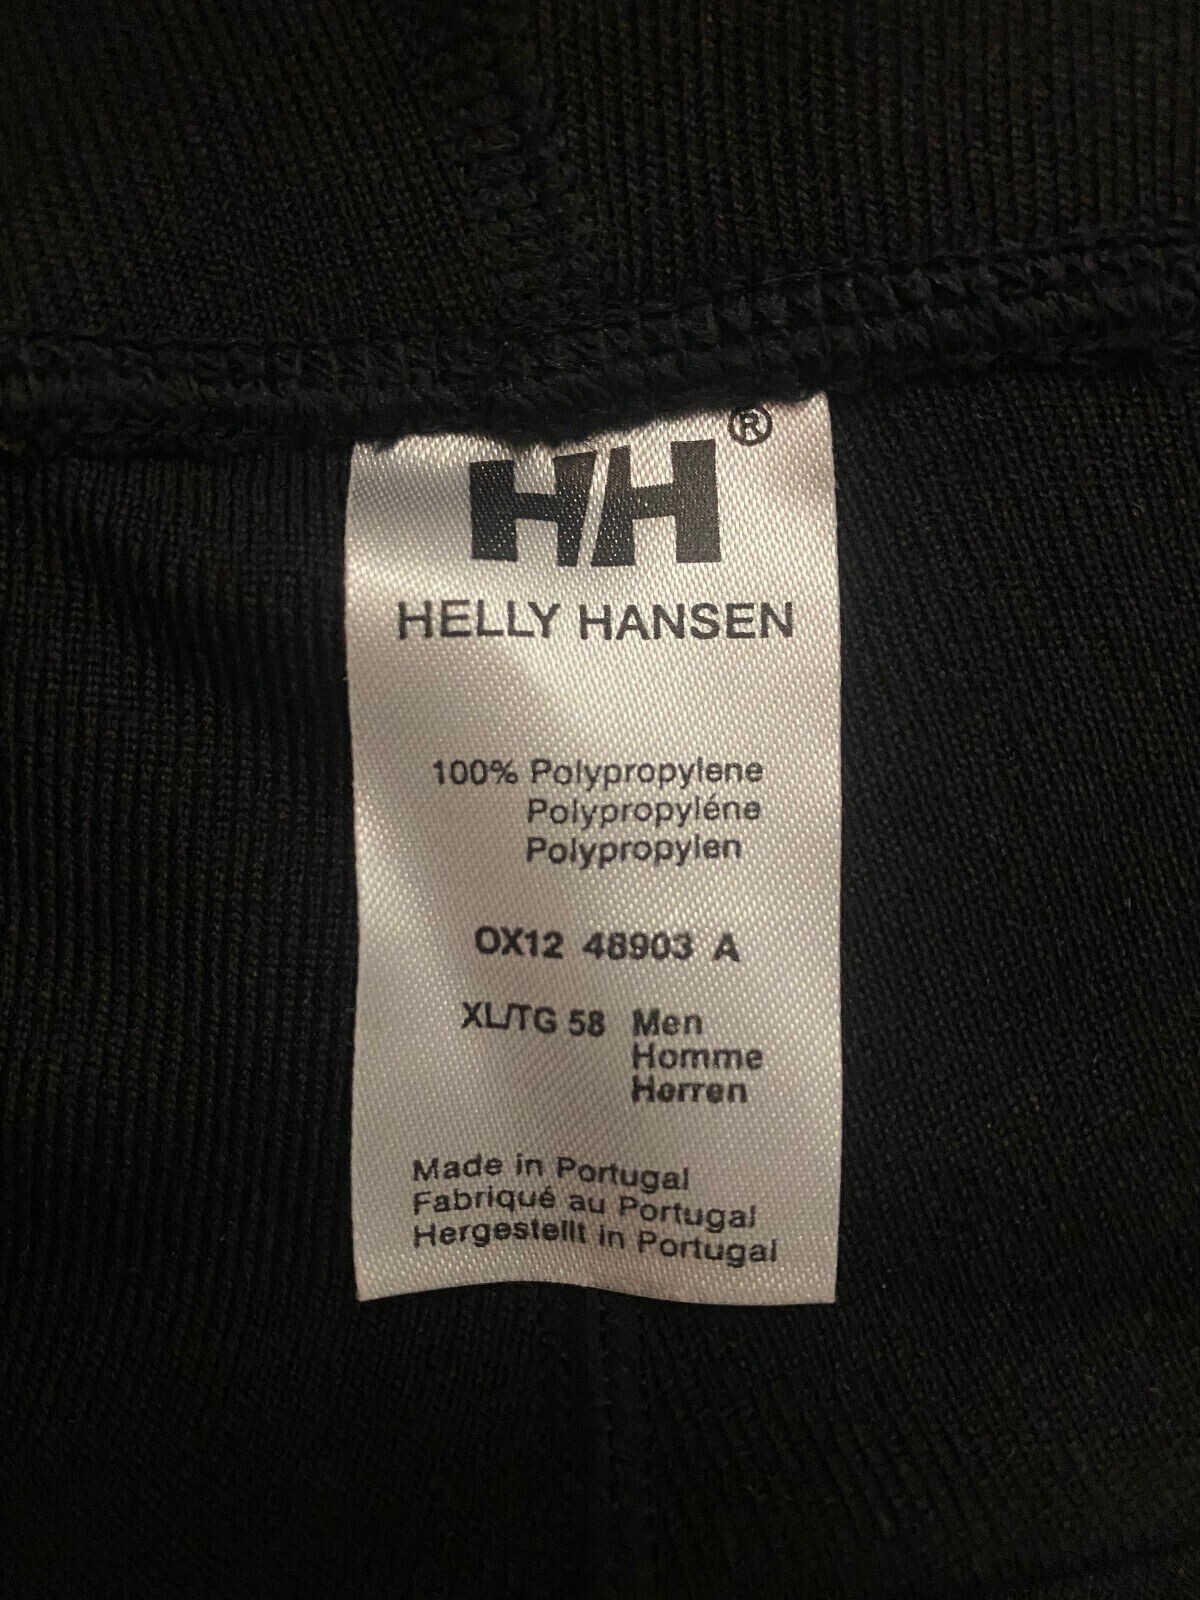 HH®
HELLY HANSEN
100% Polypropylene
Polypropyléne
Polypropylen
OX12 48903 A
XL/TG 58 Men
Homme
Herren
Made in Portugal
Fabriqué au Portugal
Hergestellt in Portugal